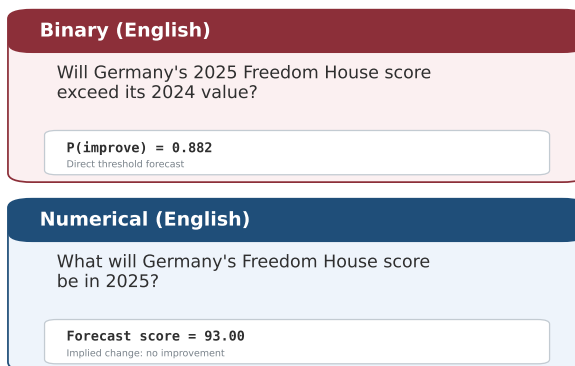 Binary (English)
Will Germany's 2025 Freedom House score
exceed its 2024 value?
P(improve) = 0.882
Direct threshold forecast
Numerical (English)
What will Germany's Freedom House score
be in 2025?
Forecast score = 93.00
Implied change: no improvement